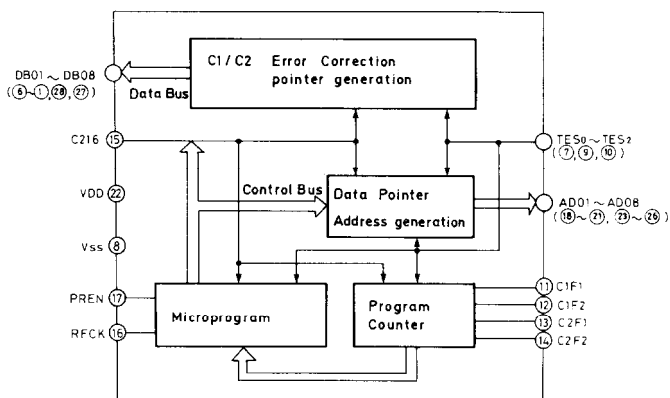 C1/C2 Error Correction
pointer generation
DB01～DB08
(⑥～①,㉘,㉗)
Data Bus
C216 ⑮
TES0～TES2
(⑦,⑨,⑩)
Control Bus
Data Pointer
Address generation
VDD ㉒
AD01～AD08
(⑱～㉑, ㉓～㉖)
Vss ⑧
PREN ⑰
RFCK ⑯
Microprogram
Program
Counter
⑪ C1F1
⑫ C1F2
⑬ C2F1
⑭ C2F2